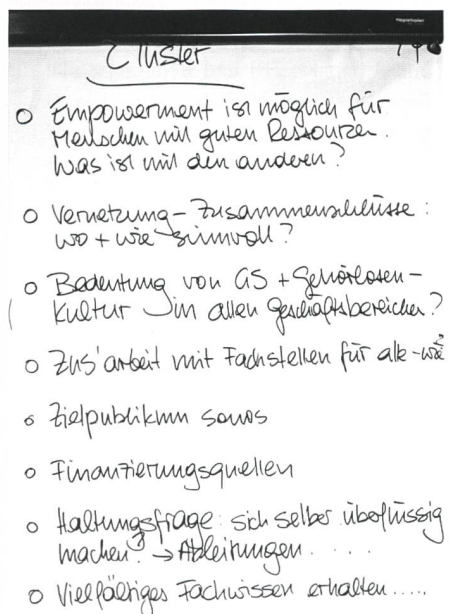 Cluster
o Empowerment ist möglich für
Menschen mit guten Ressourcen.
Was ist mit den anderen?
o Vernetzung - Zusammenschlüsse:
wo + wie sinnvoll?
o Bedeutung von GS + Gehörlosen-
kultur in allen Geschäftsbereichen?
o Zus'arbeit mit Fachstellen für alle - wie?
o Zielpublikum sonos
o Finanzierungsquellen
o Haltungsfrage: sich selber überflüssig
machen? → Ableitungen.....
o Vielfältiges Fachwissen erhalten.....